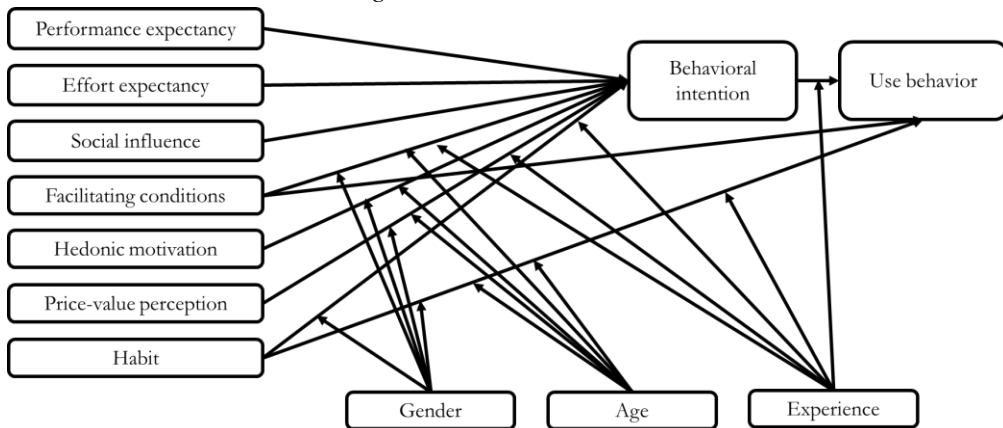 Performance expectancy
Effort expectancy
Social influence
Facilitating conditions
Hedonic motivation
Price-value perception
Habit
Behavioral
intention
Use behavior
Gender
Age
Experience